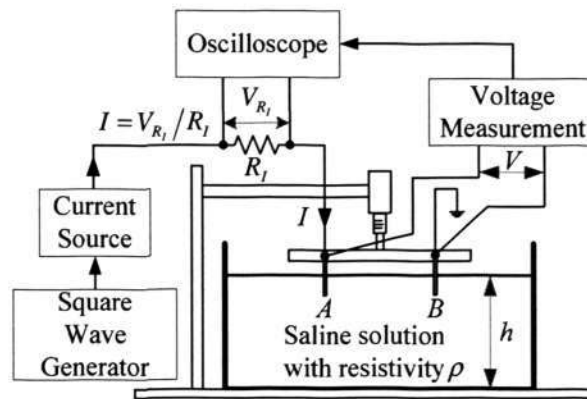 Oscilloscope
V_{R_I}
I = V_{R_I}/R_I
R_I
Voltage
Measurement
V
Current
Source
I
Square
Wave
Generator
A
B
Saline solution
with resistivity ρ
h